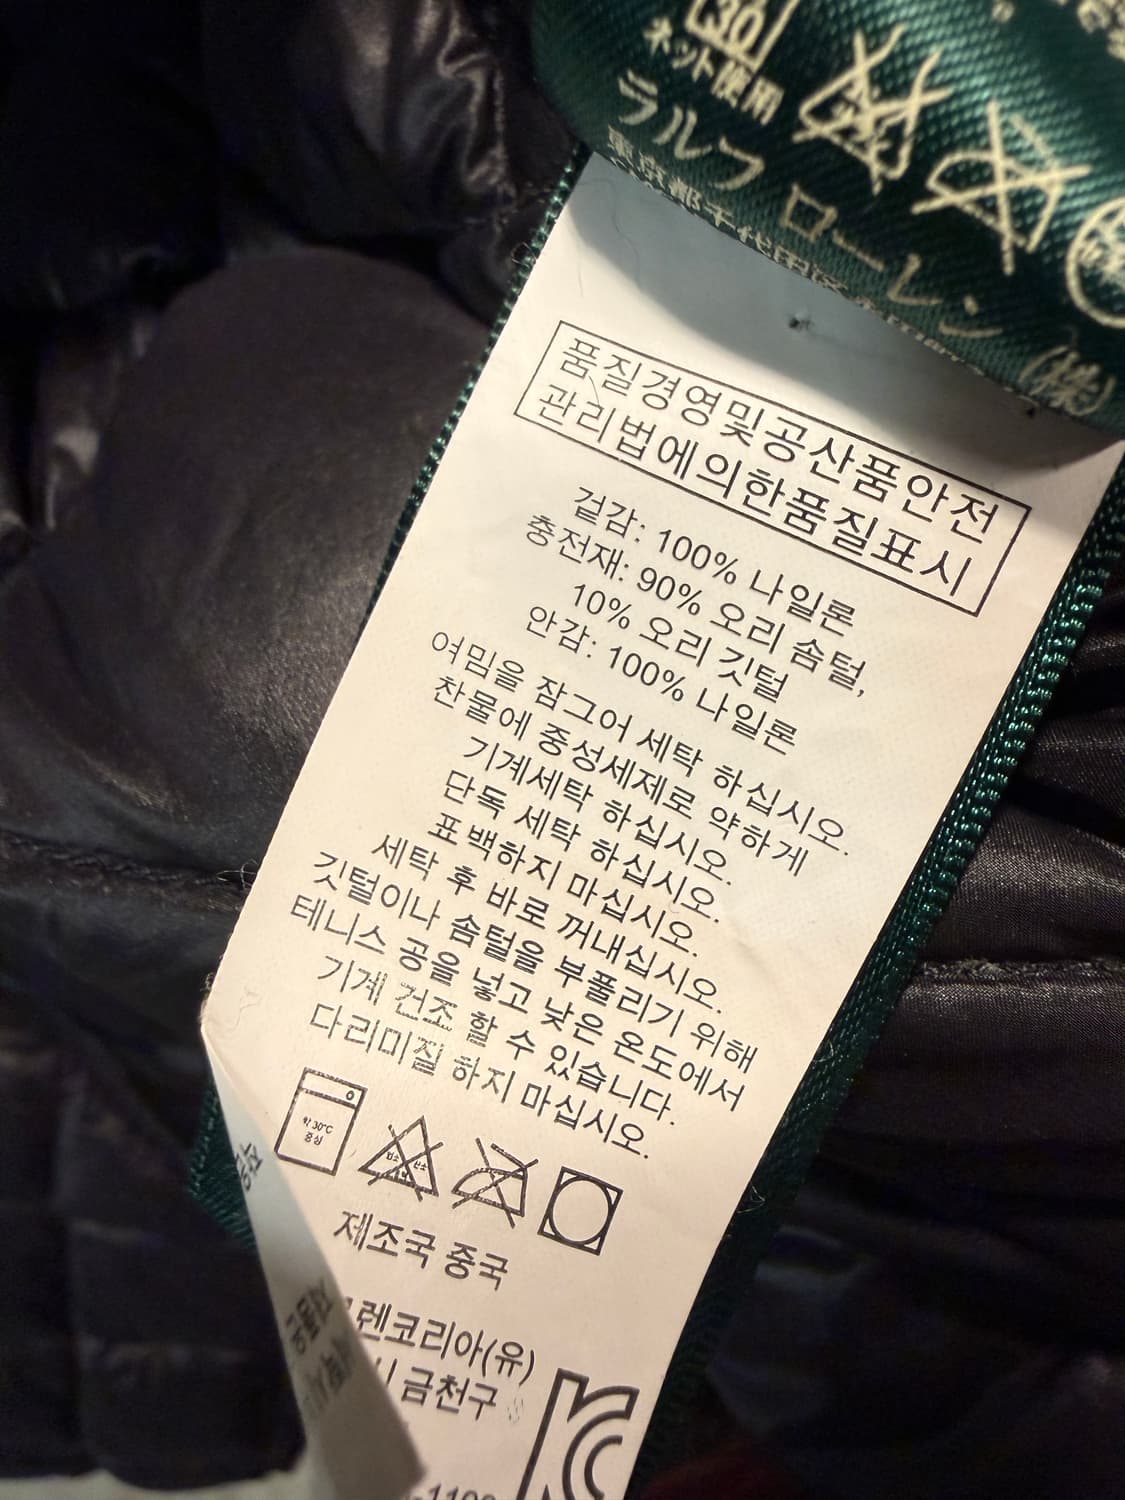 30
ネット使用
ラルフ ローレン (株)
東京都千代田区
품질경영및공산품안전
관리법에의한품질표시
겉감: 100% 나일론
충전재: 90% 오리 솜털,
10% 오리 깃털
안감: 100% 나일론
여밈을 잠그어 세탁 하십시오.
찬물에 중성세제로 약하게
기계세탁 하십시오.
단독 세탁 하십시오.
표백하지 마십시오.
세탁 후 바로 꺼내십시오.
깃털이나 솜털을 부풀리기 위해
테니스 공을 넣고 낮은 온도에서
기계 건조 할 수 있습니다.
다리미질 하지 마십시오.
약 30℃
중성
제조국 중국
렌코리아(유)
금천구